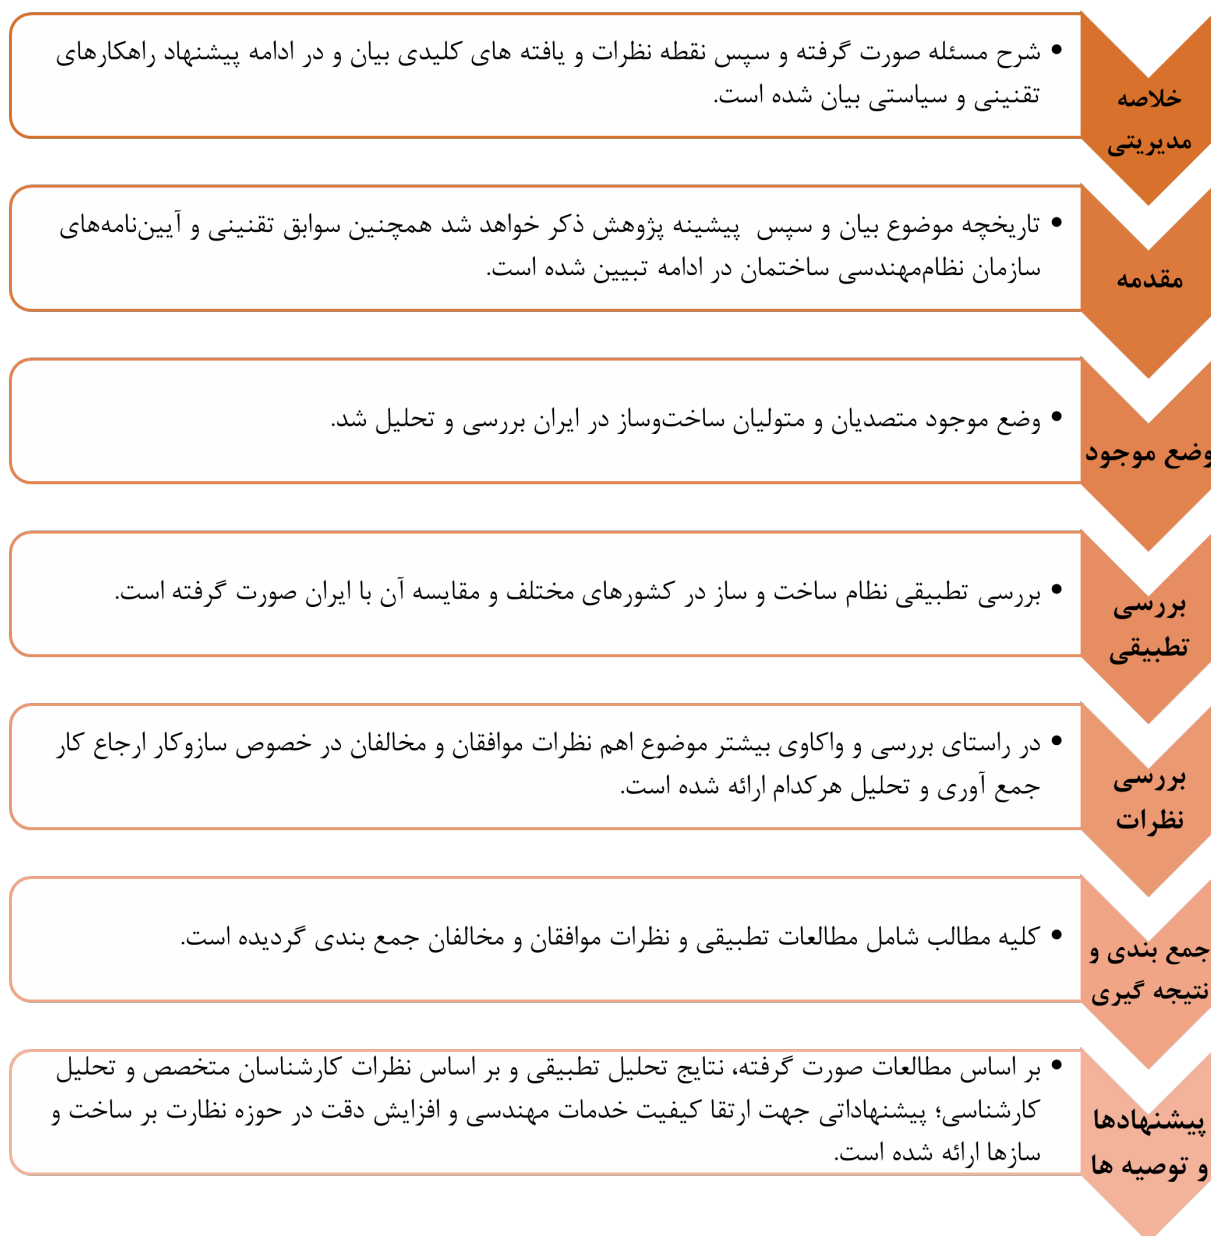 خلاصه
مدیریتی
• شرح مسئله صورت گرفته و سپس نقطه نظرات و یافته های کلیدی بیان و در ادامه پیشنهاد راهکارهای
تقنینی و سیاستی بیان شده است.
مقدمه
• تاریخچه موضوع بیان و سپس پیشینه پژوهش ذکر خواهد شد همچنین سوابق تقنینی و آیین‌نامه‌های
سازمان نظام‌مهندسی ساختمان در ادامه تبیین شده است.
وضع موجود
• وضع موجود متصدیان و متولیان ساخت‌وساز در ایران بررسی و تحلیل شد.
بررسی
تطبیقی
• بررسی تطبیقی نظام ساخت و ساز در کشورهای مختلف و مقایسه آن با ایران صورت گرفته است.
بررسی
نظرات
• در راستای بررسی و واکاوی بیشتر موضوع اهم نظرات موافقان و مخالفان در خصوص سازوکار ارجاع کار
جمع آوری و تحلیل هرکدام ارائه شده است.
جمع بندی و
نتیجه گیری
• کلیه مطالب شامل مطالعات تطبیقی و نظرات موافقان و مخالفان جمع بندی گردیده است.
پیشنهادها
و توصیه ها
• بر اساس مطالعات صورت گرفته، نتایج تحلیل تطبیقی و بر اساس نظرات کارشناسان متخصص و تحلیل
کارشناسی؛ پیشنهاداتی جهت ارتقا کیفیت خدمات مهندسی و افزایش دقت در حوزه نظارت بر ساخت و
سازها ارائه شده است.